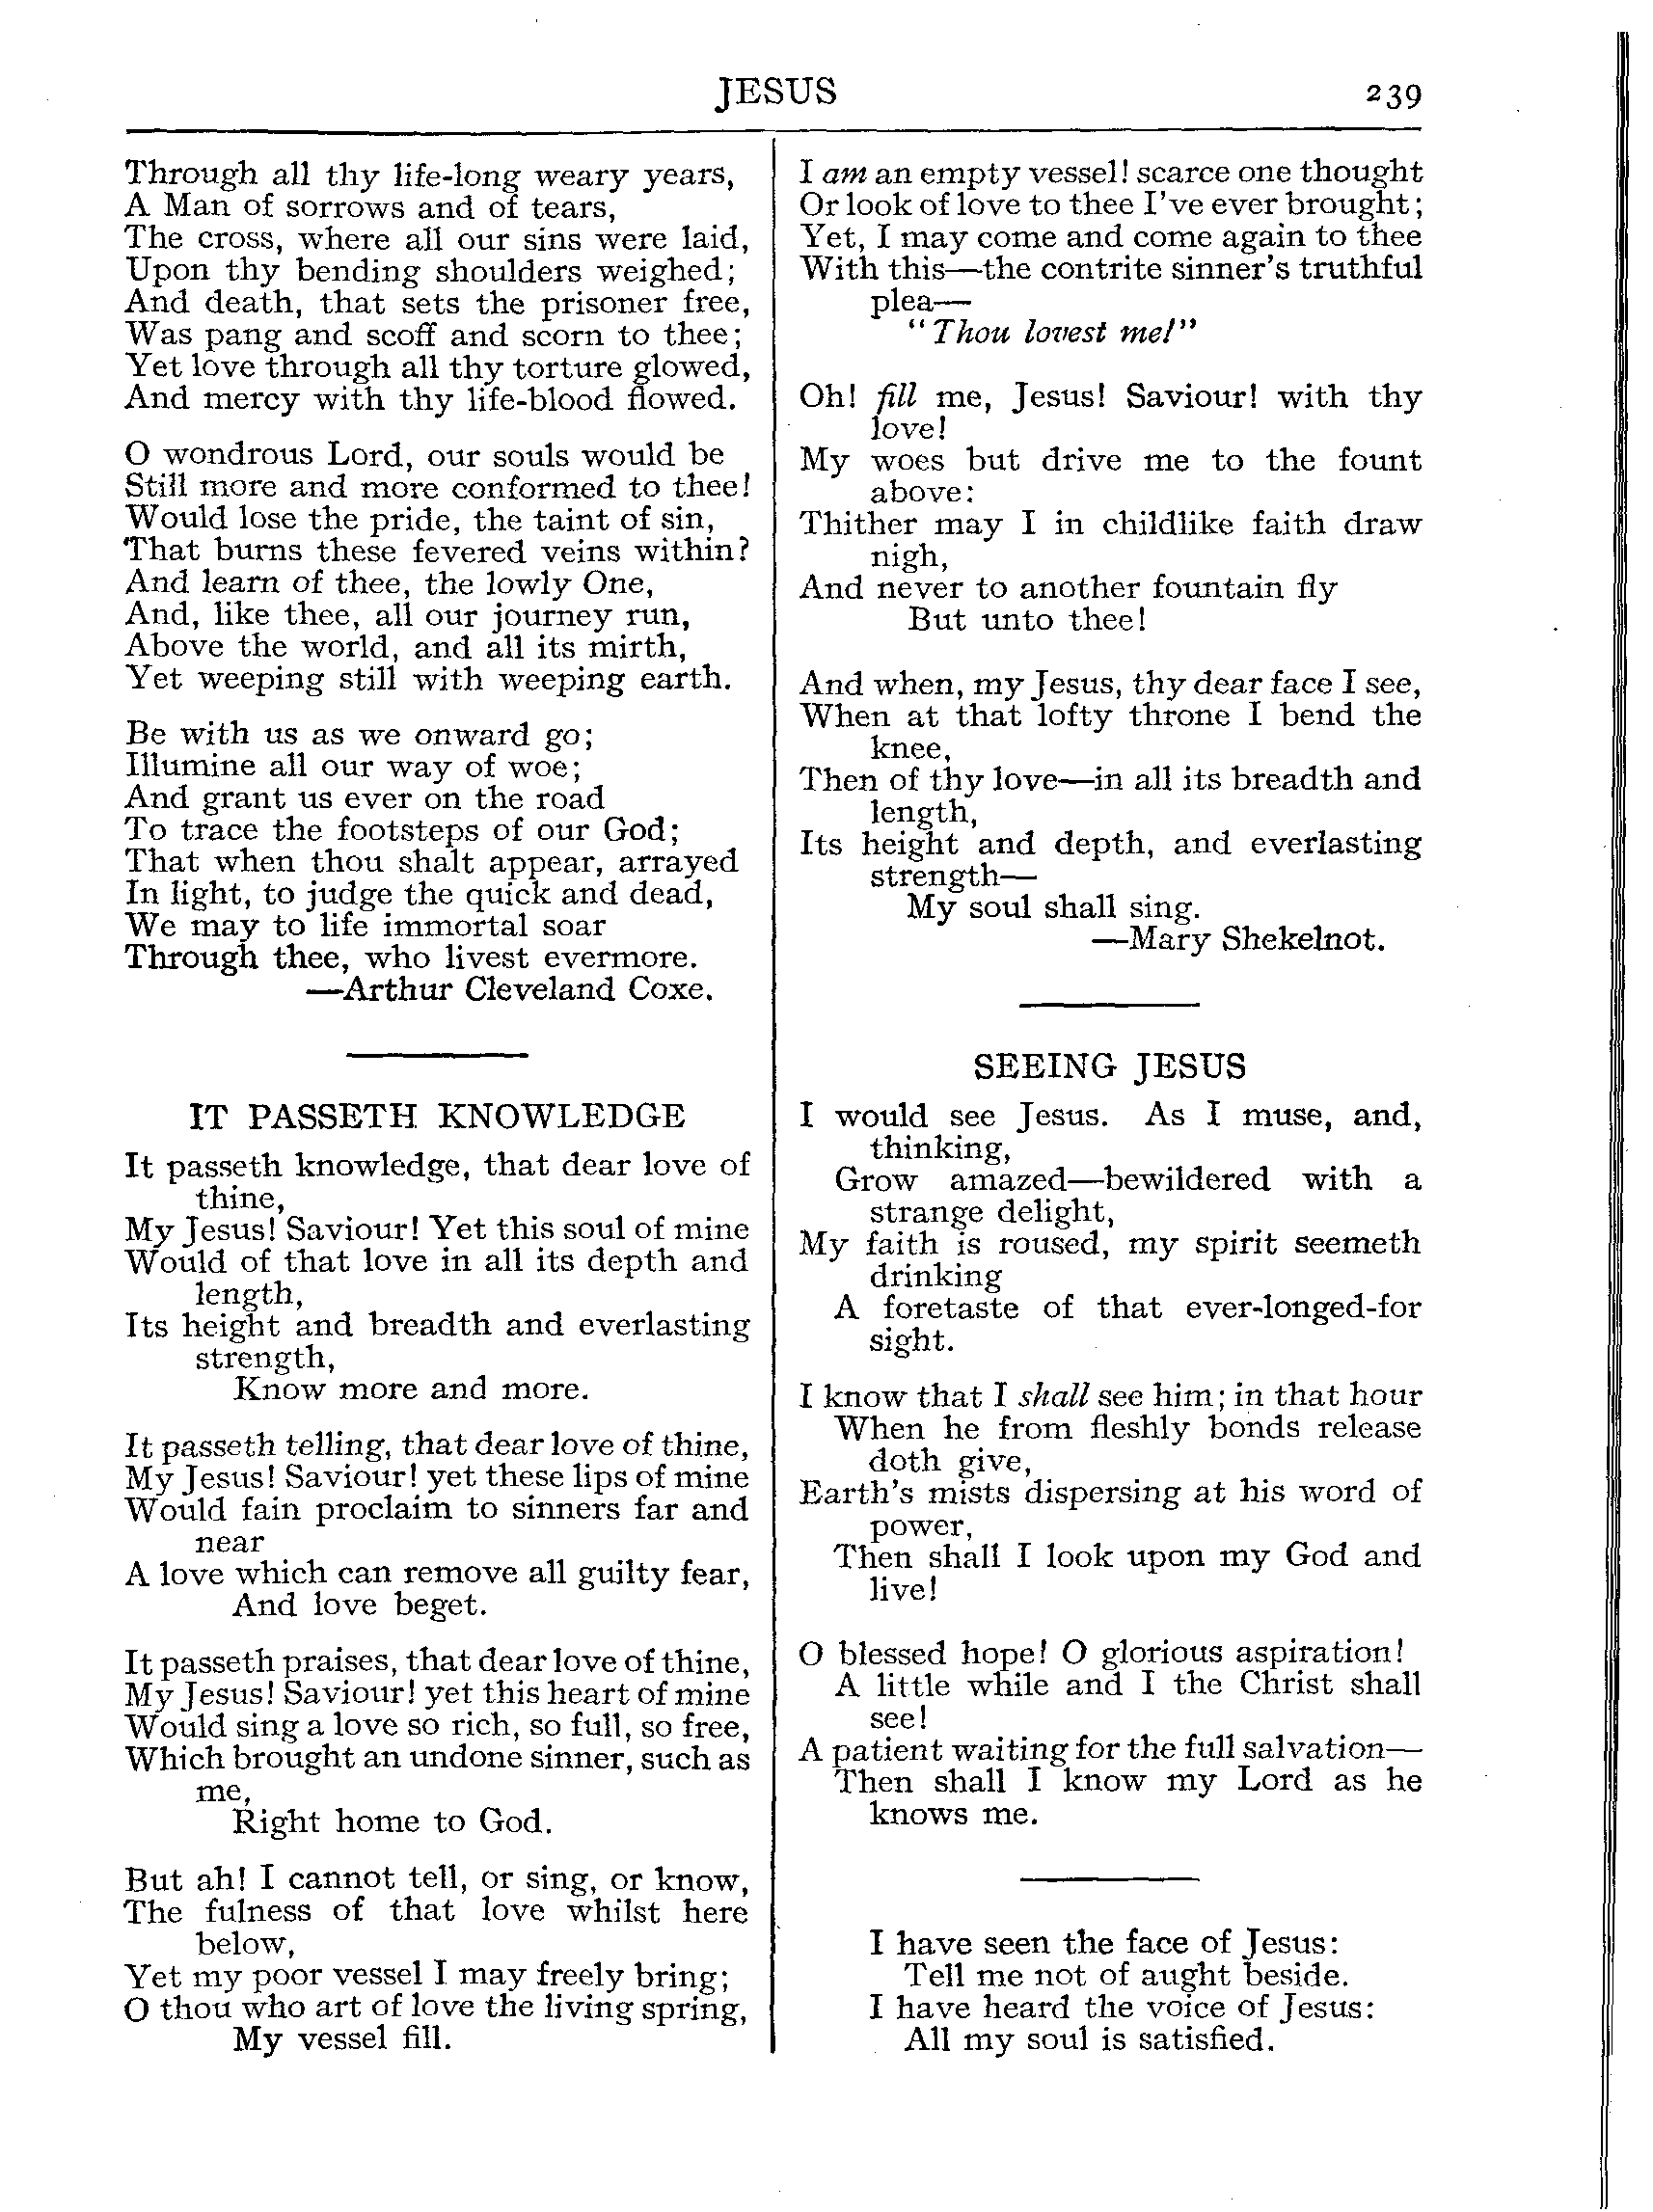 JESUS 239
Through all thy life-long weary years,
A Man of sorrows and of tears,
The cross, where all our sins were laid,
Upon thy bending shoulders weighed;
And death, that sets the prisoner free,
Was pang and scoff and scorn to thee;
Yet love through all thy torture glowed,
And mercy with thy life-blood flowed.
O wondrous Lord, our souls would be
Still more and more conformed to thee!
Would lose the pride, the taint of sin,
That burns these fevered veins within?
And learn of thee, the lowly One,
And, like thee, all our journey run,
Above the world, and all its mirth,
Yet weeping still with weeping earth.
Be with us as we onward go;
Illumine all our way of woe;
And grant us ever on the road
To trace the footsteps of our God;
That when thou shalt appear, arrayed
In light, to judge the quick and dead,
We may to life immortal soar
Through thee, who livest evermore.
—Arthur Cleveland Coxe.
IT PASSETH KNOWLEDGE
It passeth knowledge, that dear love of
thine,
My Jesus! Saviour! Yet this soul of mine
Would of that love in all its depth and
length,
Its height and breadth and everlasting
strength,
Know more and more.
It passeth telling, that dear love of thine,
My Jesus! Saviour! yet these lips of mine
Would fain proclaim to sinners far and
near
A love which can remove all guilty fear,
And love beget.
It passeth praises, that dear love of thine,
My Jesus! Saviour! yet this heart of mine
Would sing a love so rich, so full, so free,
Which brought an undone sinner, such as
me,
Right home to God.
But ah! I cannot tell, or sing, or know,
The fulness of that love whilst here
below,
Yet my poor vessel I may freely bring;
O thou who art of love the living spring,
My vessel fill.
I am an empty vessel! scarce one thought
Or look of love to thee I've ever brought;
Yet, I may come and come again to thee
With this—the contrite sinner's truthful
plea—
"Thou lovest me!"
Oh! fill me, Jesus! Saviour! with thy
love!
My woes but drive me to the fount
above:
Thither may I in childlike faith draw
nigh,
And never to another fountain fly
But unto thee!
And when, my Jesus, thy dear face I see,
When at that lofty throne I bend the
knee,
Then of thy love—in all its breadth and
length,
Its height and depth, and everlasting
strength—
My soul shall sing.
—Mary Shekelnot.
SEEING JESUS
I would see Jesus. As I muse, and,
thinking,
Grow amazed—bewildered with a
strange delight,
My faith is roused, my spirit seemeth
drinking
A foretaste of that ever-longed-for
sight.
I know that I shall see him; in that hour
When he from fleshly bonds release
doth give,
Earth's mists dispersing at his word of
power,
Then shall I look upon my God and
live!
O blessed hope! O glorious aspiration!
A little while and I the Christ shall
see!
A patient waiting for the full salvation—
Then shall I know my Lord as he
knows me.
I have seen the face of Jesus:
Tell me not of aught beside.
I have heard the voice of Jesus:
All my soul is satisfied.